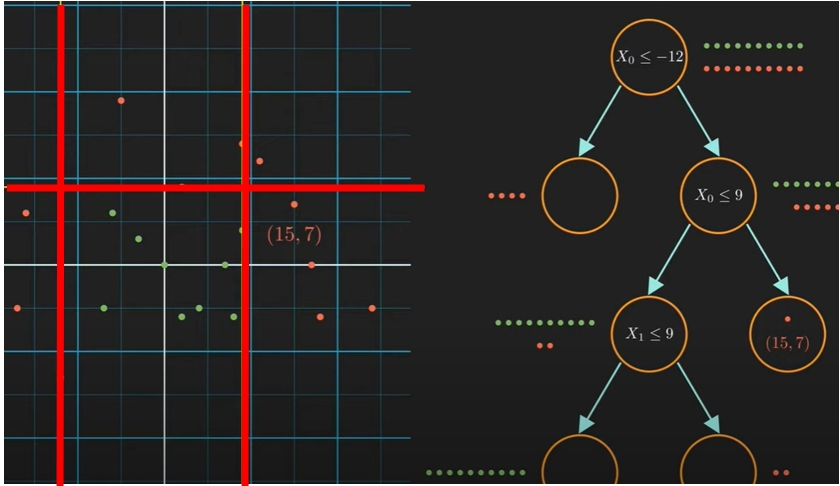 (15, 7)
X₀ ≤ −12
X₀ ≤ 9
X₁ ≤ 9
(15, 7)